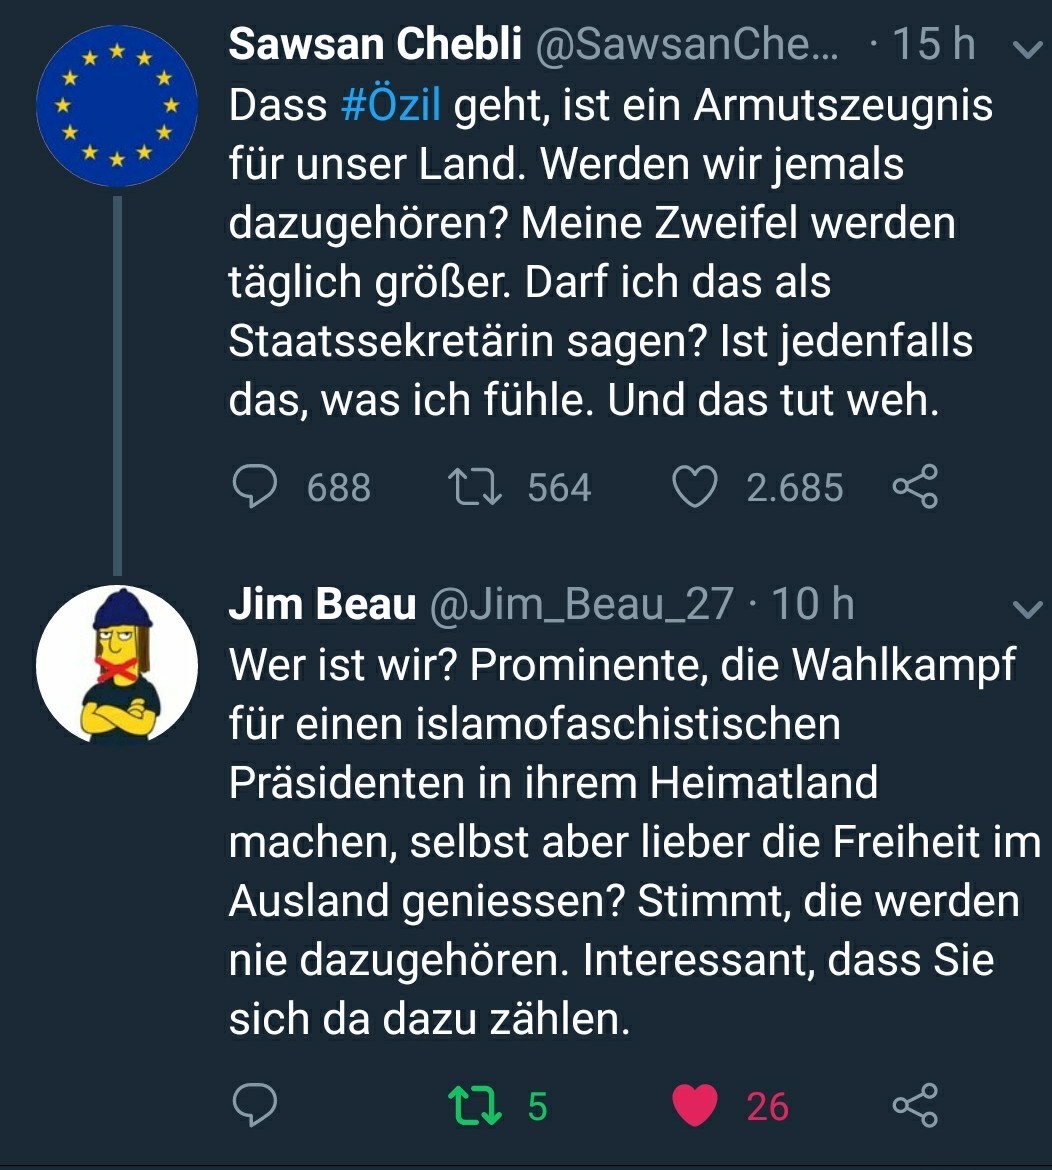 Sawsan Chebli @SawsanChe... · 15 h
Dass #Özil geht, ist ein Armutszeugnis
für unser Land. Werden wir jemals
dazugehören? Meine Zweifel werden
täglich größer. Darf ich das als
Staatssekretärin sagen? Ist jedenfalls
das, was ich fühle. Und das tut weh.
688 564 2.685
Jim Beau @Jim_Beau_27 · 10 h
Wer ist wir? Prominente, die Wahlkampf
für einen islamofaschistischen
Präsidenten in ihrem Heimatland
machen, selbst aber lieber die Freiheit im
Ausland geniessen? Stimmt, die werden
nie dazugehören. Interessant, dass Sie
sich da dazu zählen.
5 26